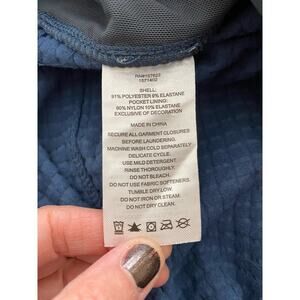 RN#157622
1571402
SHELL:
91% POLYESTER 9% ELASTANE
POCKET LINING:
90% NYLON 10% ELASTANE
EXCLUSIVE OF DECORATION
MADE IN CHINA
SECURE ALL GARMENT CLOSURES
BEFORE LAUNDERING.
MACHINE WASH COLD SEPARATELY
DELICATE CYCLE.
USE MILD DETERGENT.
RINSE THOROUGHLY.
DO NOT BLEACH.
DO NOT USE FABRIC SOFTENERS.
TUMBLE DRY LOW.
DO NOT IRON OR STEAM.
DO NOT DRY CLEAN.